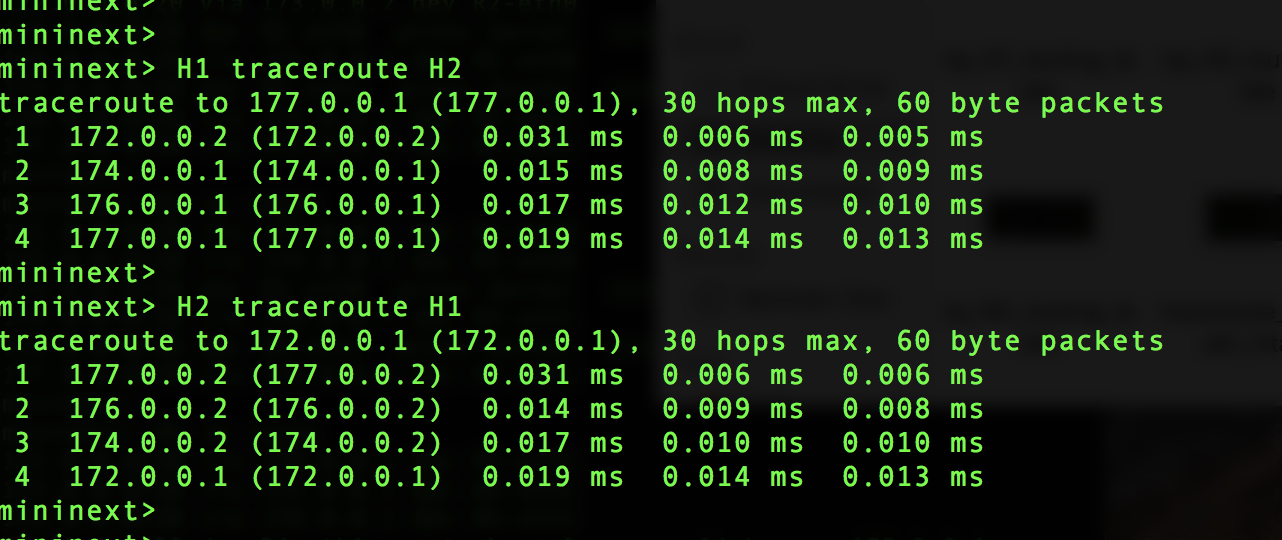 mininext>
mininext>
mininext> H1 traceroute H2
traceroute to 177.0.0.1 (177.0.0.1), 30 hops max, 60 byte packets
 1  172.0.0.2 (172.0.0.2)  0.031 ms  0.006 ms  0.005 ms
 2  174.0.0.1 (174.0.0.1)  0.015 ms  0.008 ms  0.009 ms
 3  176.0.0.1 (176.0.0.1)  0.017 ms  0.012 ms  0.010 ms
 4  177.0.0.1 (177.0.0.1)  0.019 ms  0.014 ms  0.013 ms
mininext>
mininext> H2 traceroute H1
traceroute to 172.0.0.1 (172.0.0.1), 30 hops max, 60 byte packets
 1  177.0.0.2 (177.0.0.2)  0.031 ms  0.006 ms  0.006 ms
 2  176.0.0.2 (176.0.0.2)  0.014 ms  0.009 ms  0.008 ms
 3  174.0.0.2 (174.0.0.2)  0.017 ms  0.010 ms  0.010 ms
 4  172.0.0.1 (172.0.0.1)  0.019 ms  0.014 ms  0.013 ms
mininext>
mininext>